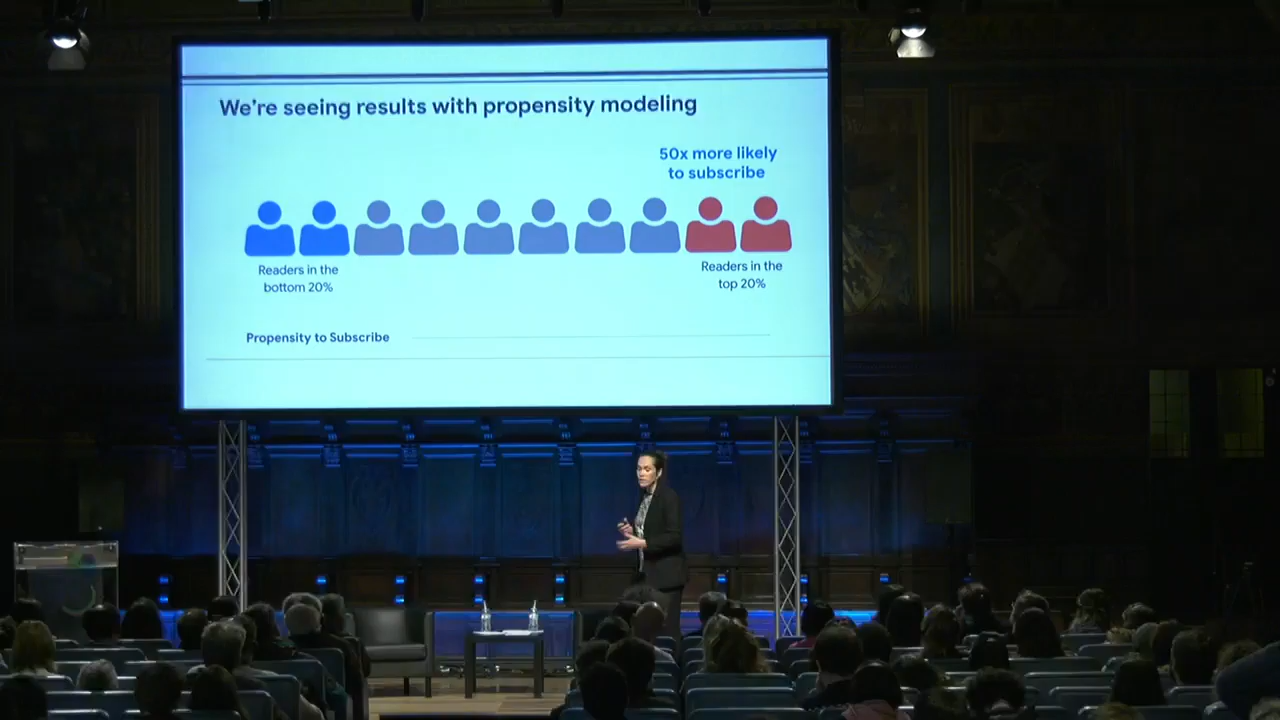 We're seeing results with propensity modeling
50x more likely
to subscribe
Readers in the
bottom 20%
Readers in the
top 20%
Propensity to Subscribe